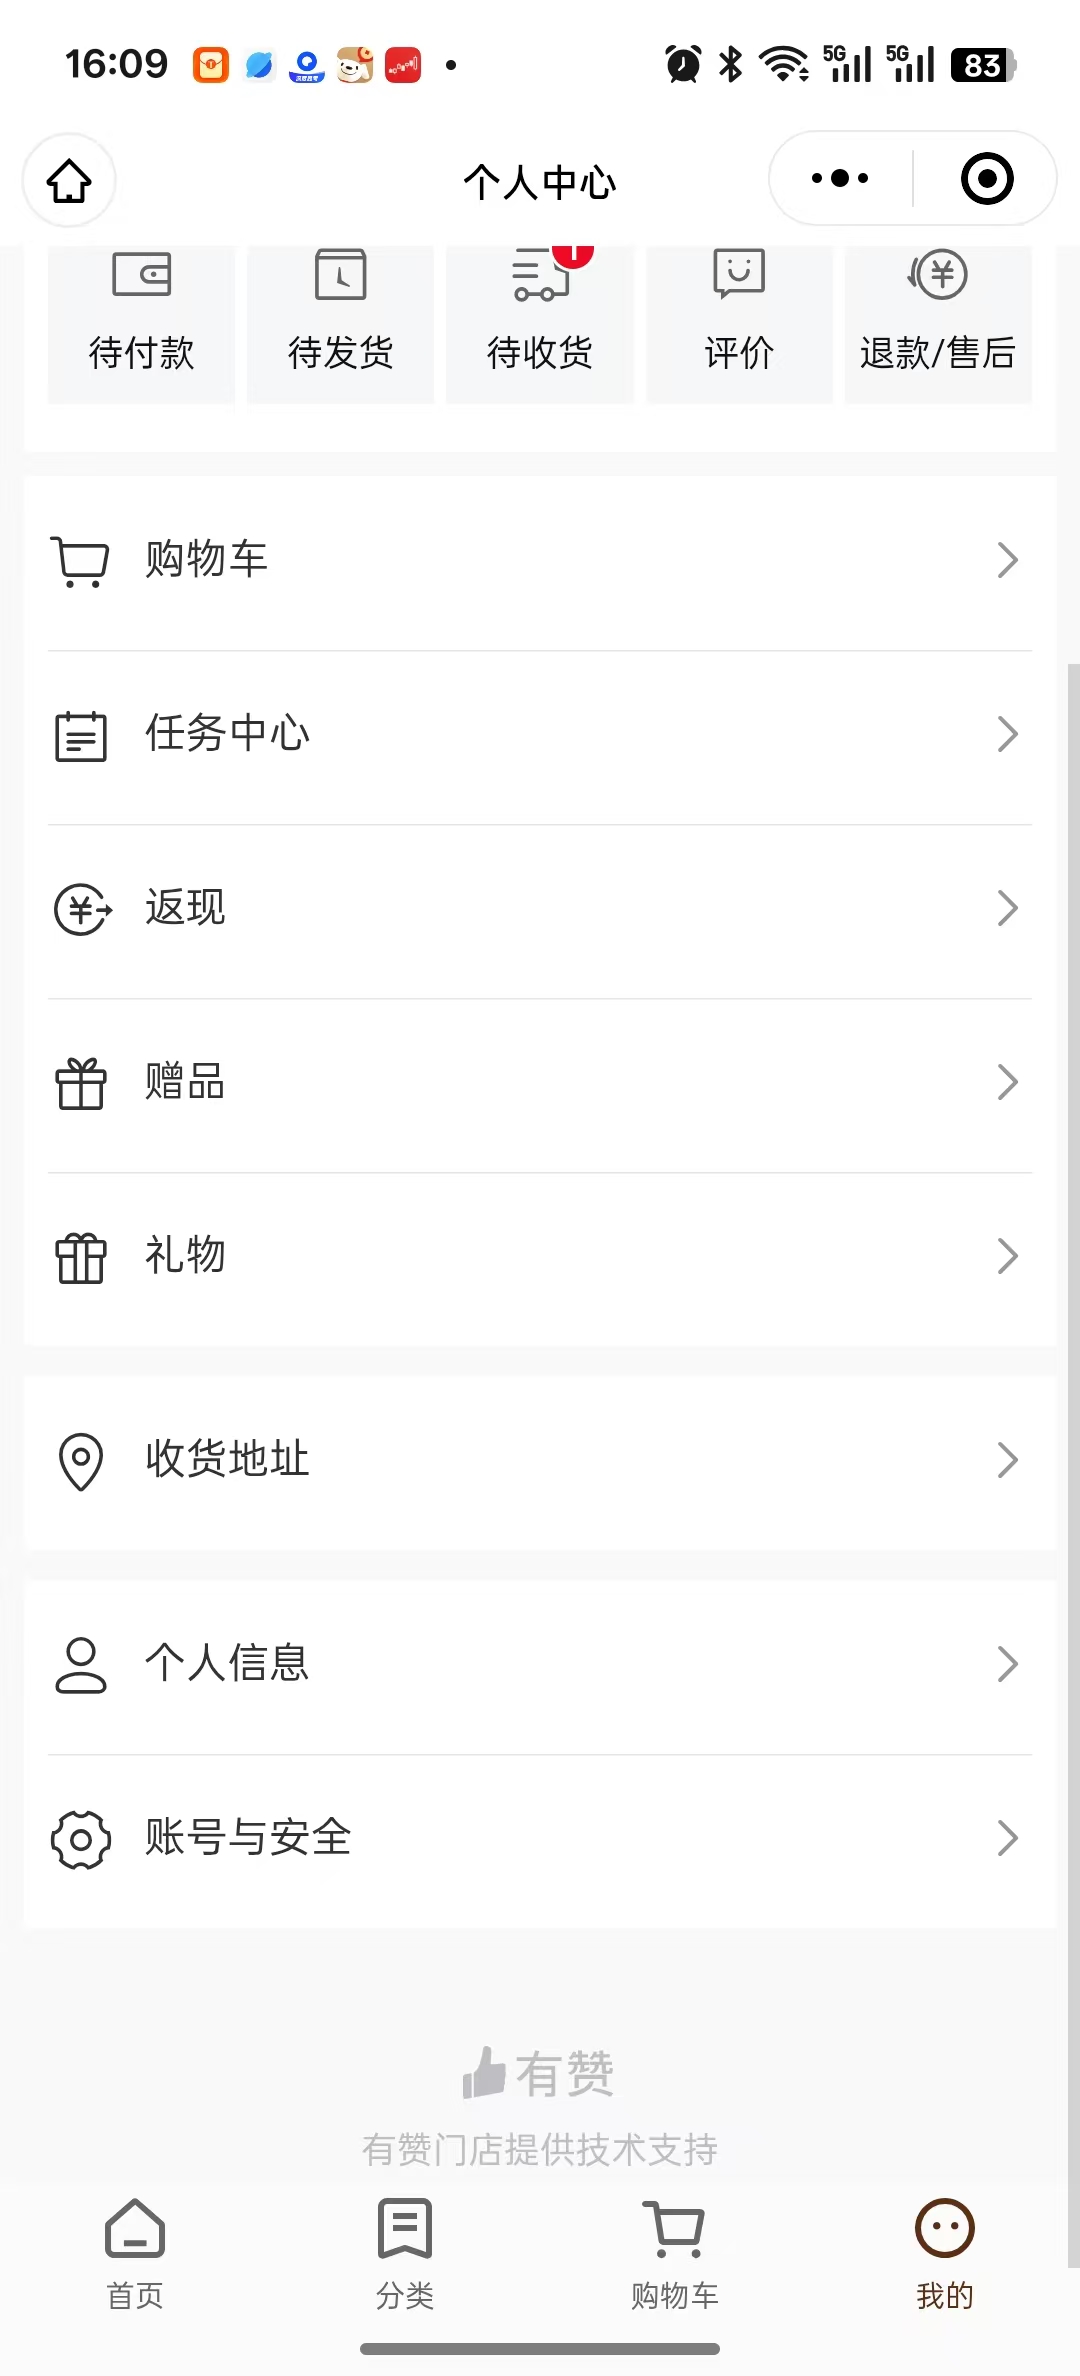 16:09
5G 5G 83
个人中心
1
待付款 待发货 待收货 评价 退款/售后
购物车
任务中心
返现
赠品
礼物
收货地址
个人信息
账号与安全
有赞
有赞门店提供技术支持
首页 分类 购物车 我的